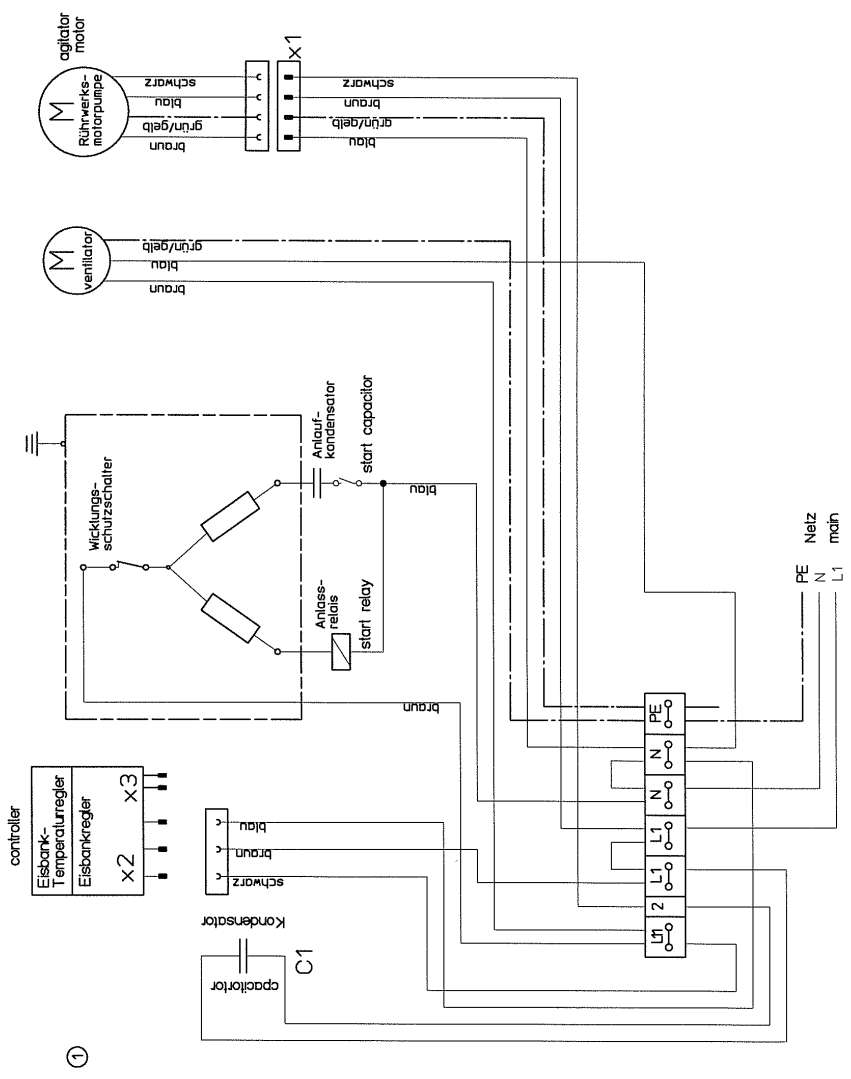 agitator
motor
M
Rührwerks-
motorpumpe
schwarz
blau
grün/gelb
braun
x1
schwarz
braun
grün/gelb
blau
M
ventilator
grün/gelb
blau
braun
Wicklungs-
schutzschalter
Anlauf-
kondensator
start capacitor
Anlass-
relais
start relay
blau
braun
controller
Eisbank-
Temperaturregler
Eisbankregler
x2
x3
blau
braun
schwarz
Kondensator
C1
cpacitortor
PE
N
N
L1
L1
2
L11
PE
N
L1
Netz
main
1